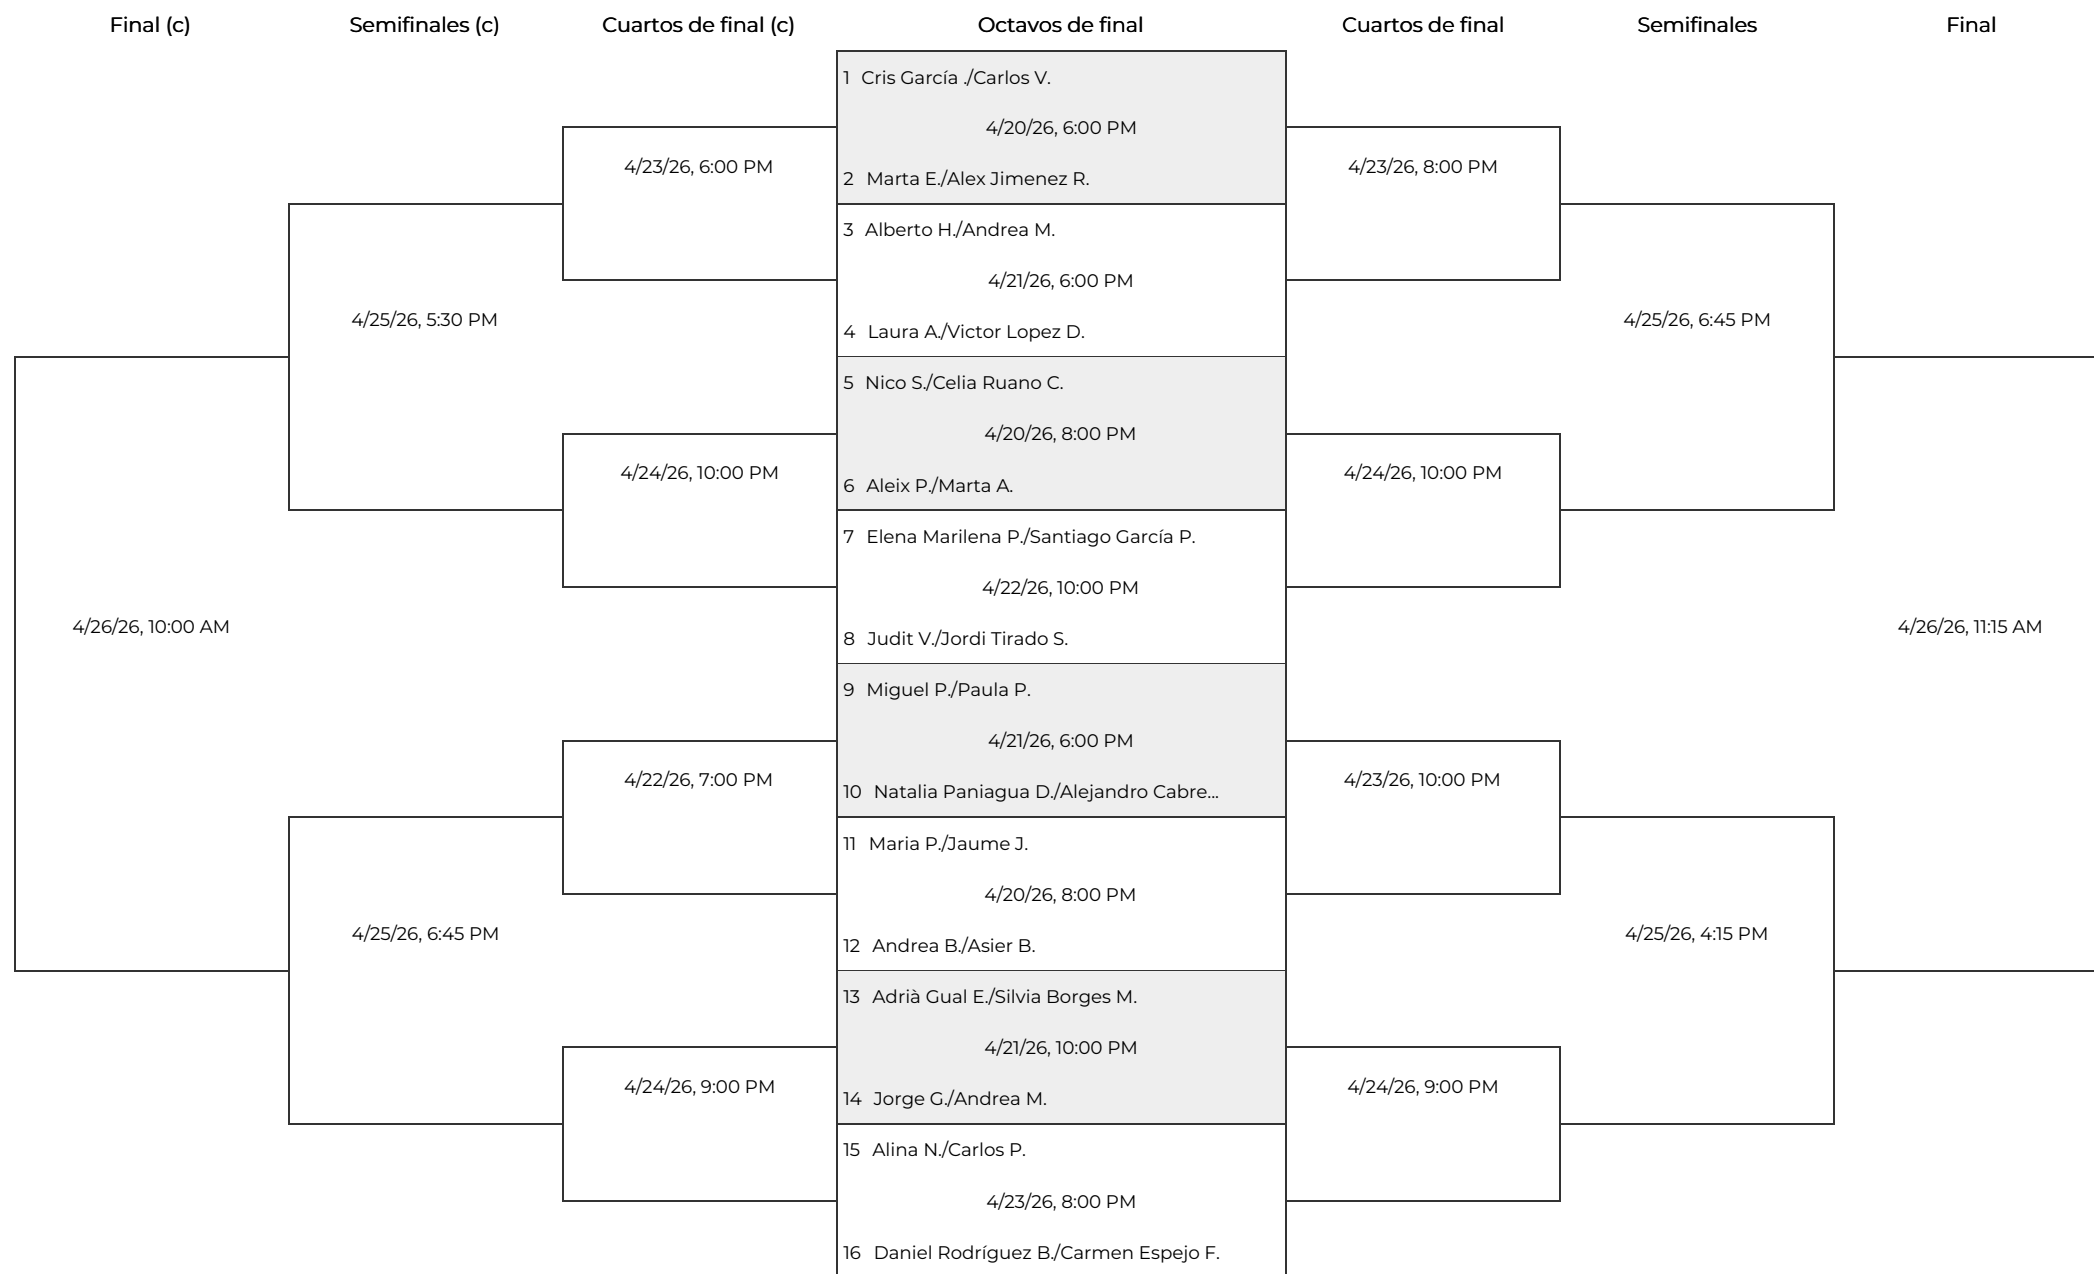 Final (c)
Semifinales (c)
Cuartos de final (c)
Octavos de final
Cuartos de final
Semifinales
Final
1 Cris García ./Carlos V.
4/20/26, 6:00 PM
2 Marta E./Alex Jimenez R.
4/23/26, 6:00 PM
4/23/26, 8:00 PM
3 Alberto H./Andrea M.
4/21/26, 6:00 PM
4 Laura A./Victor Lopez D.
4/25/26, 5:30 PM
4/25/26, 6:45 PM
5 Nico S./Celia Ruano C.
4/20/26, 8:00 PM
6 Aleix P./Marta A.
4/24/26, 10:00 PM
4/24/26, 10:00 PM
7 Elena Marilena P./Santiago García P.
4/22/26, 10:00 PM
8 Judit V./Jordi Tirado S.
4/26/26, 10:00 AM
4/26/26, 11:15 AM
9 Miguel P./Paula P.
4/21/26, 6:00 PM
10 Natalia Paniagua D./Alejandro Cabre...
4/22/26, 7:00 PM
4/23/26, 10:00 PM
11 Maria P./Jaume J.
4/20/26, 8:00 PM
12 Andrea B./Asier B.
4/25/26, 6:45 PM
4/25/26, 4:15 PM
13 Adrià Gual E./Silvia Borges M.
4/21/26, 10:00 PM
14 Jorge G./Andrea M.
4/24/26, 9:00 PM
4/24/26, 9:00 PM
15 Alina N./Carlos P.
4/23/26, 8:00 PM
16 Daniel Rodríguez B./Carmen Espejo F.